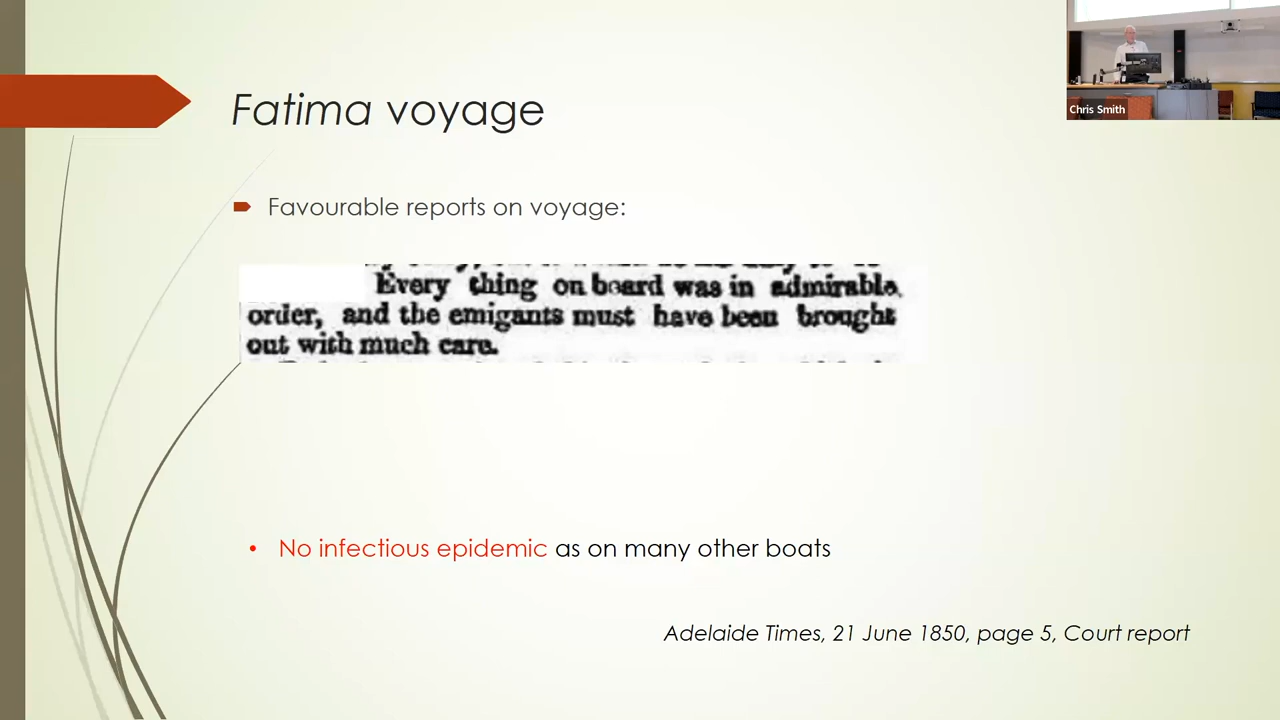 Fatima voyage
Chris Smith
Favourable reports on voyage:
Every thing on board was in admirable
order, and the emigants must have been brought
out with much care.
• No infectious epidemic as on many other boats
Adelaide Times, 21 June 1850, page 5, Court report